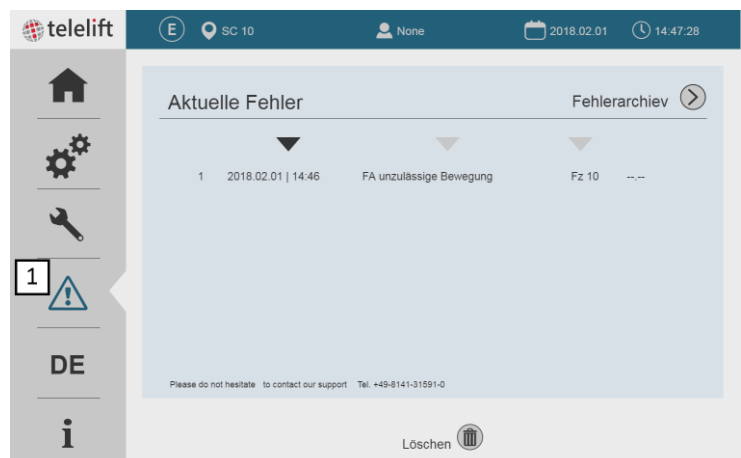 telelift
E SC 10 None 2018.02.01 14:47:28
Aktuelle Fehler Fehlerarchiev
1 2018.02.01 | 14:46 FA unzulässige Bewegung Fz 10 --.--
1
DE
Please do not hesitate to contact our support Tel. +49-8141-31591-0
i
Löschen